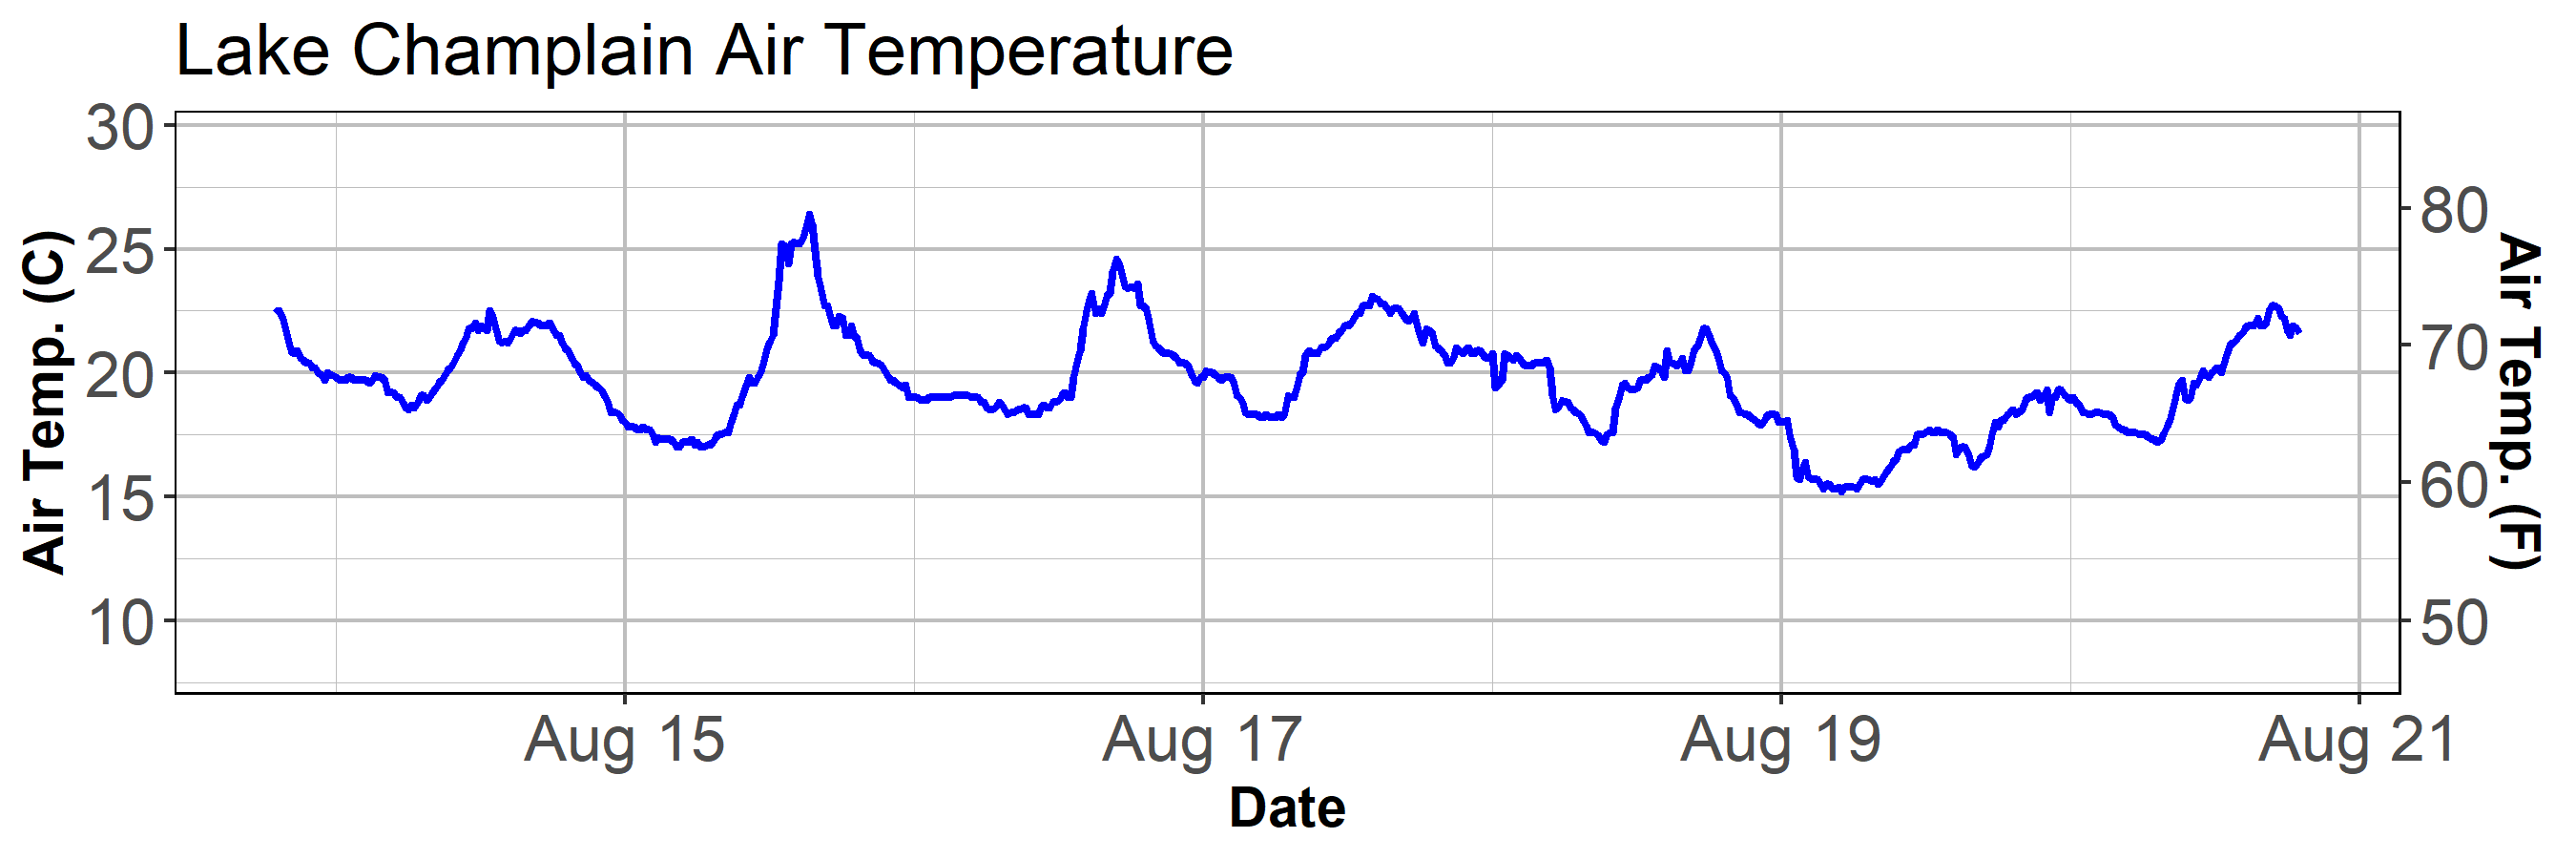 Lake Champlain Air Temperature
Air Temp. (C)
30
25
20
15
10
80
70
60
50
Air Temp. (F)
Aug 15 Aug 17 Aug 19 Aug 21
Date